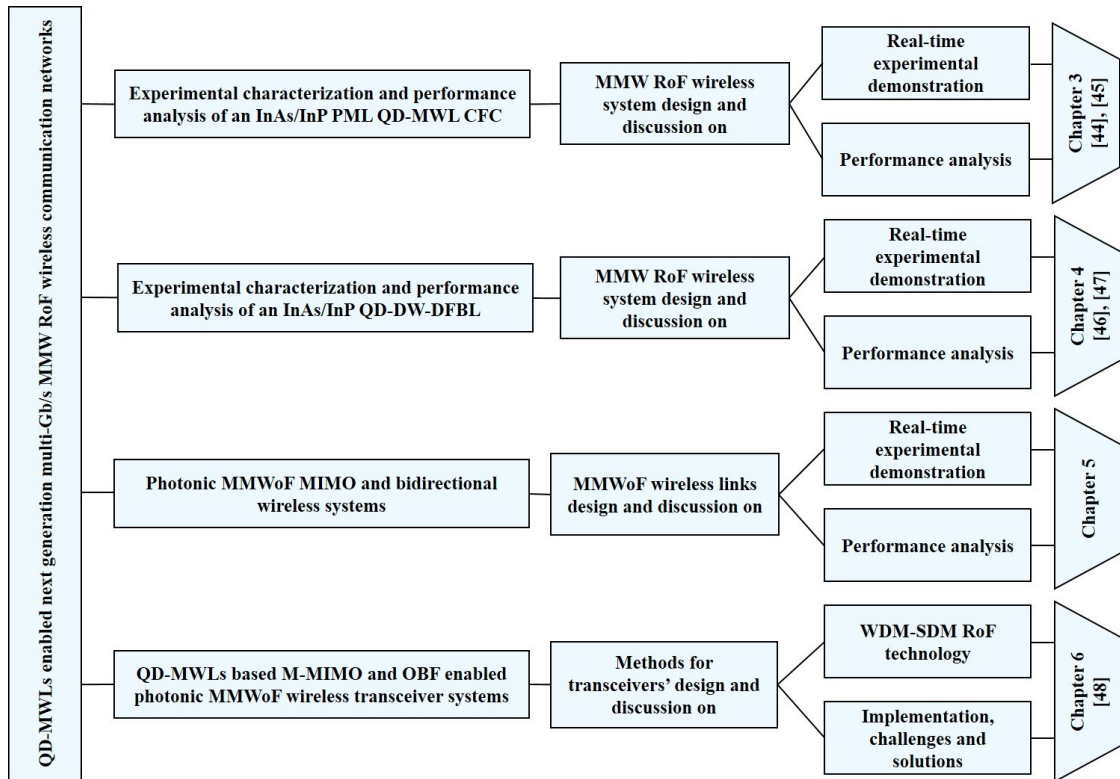 QD-MWLs enabled next generation multi-Gb/s MMW RoF wireless communication networks
Experimental characterization and performance
analysis of an InAs/InP PML QD-MWL CFC
MMW RoF wireless
system design and
discussion on
Real-time
experimental
demonstration
Performance analysis
Chapter 3
[44], [45]
Experimental characterization and performance
analysis of an InAs/InP QD-DW-DFBL
MMW RoF wireless
system design and
discussion on
Real-time
experimental
demonstration
Performance analysis
Chapter 4
[46], [47]
Photonic MMWoF MIMO and bidirectional
wireless systems
MMWoF wireless links
design and discussion on
Real-time
experimental
demonstration
Performance analysis
Chapter 5
QD-MWLs based M-MIMO and OBF enabled
photonic MMWoF wireless transceiver systems
Methods for
transceivers’ design and
discussion on
WDM-SDM RoF
technology
Implementation,
challenges and
solutions
Chapter 6
[48]